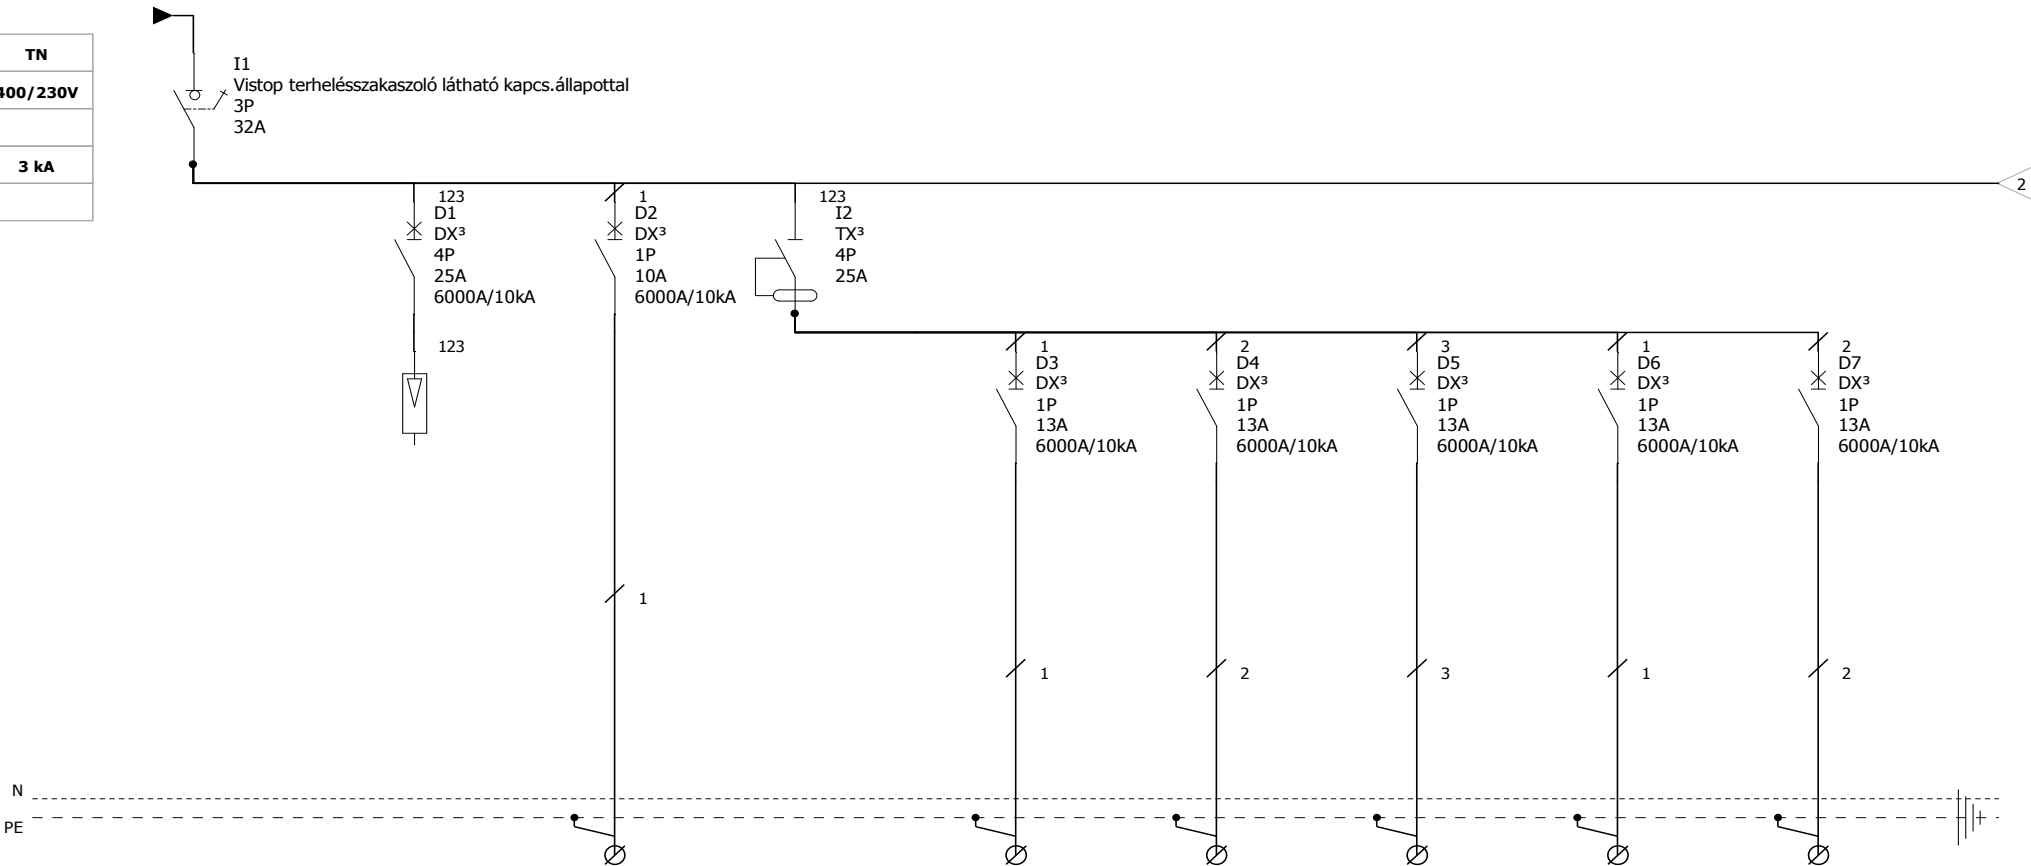 TN
400/230V
3 kA
I1
Vistop terhelésszakaszoló látható kapcs.állapottal
3P
32A
2
123
D1
DX³
4P
25A
6000A/10kA
123
1
D2
DX³
1P
10A
6000A/10kA
1
123
I2
TX³
4P
25A
1
D3
DX³
1P
13A
6000A/10kA
1
2
D4
DX³
1P
13A
6000A/10kA
2
3
D5
DX³
1P
13A
6000A/10kA
3
1
D6
DX³
1P
13A
6000A/10kA
1
2
D7
DX³
1P
13A
6000A/10kA
2
N
PE